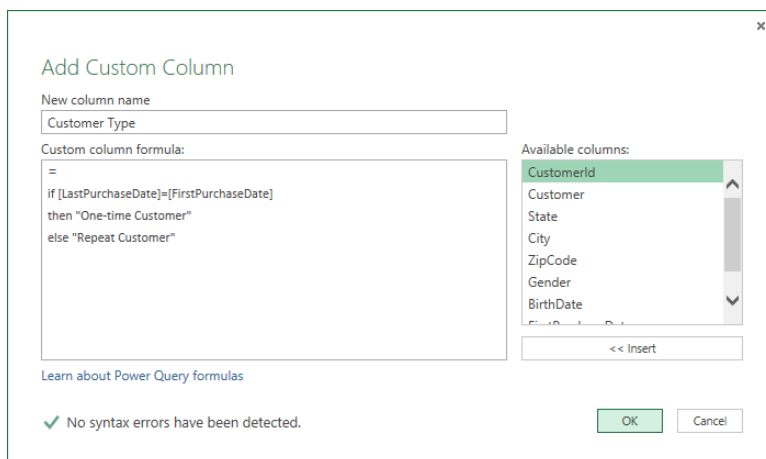 Add Custom Column
New column name
Customer Type
Custom column formula:
=
if [LastPurchaseDate]=[FirstPurchaseDate]
then "One-time Customer"
else "Repeat Customer"
Available columns:
CustomerId
Customer
State
City
ZipCode
Gender
BirthDate
<< Insert
Learn about Power Query formulas
No syntax errors have been detected.
OK
Cancel